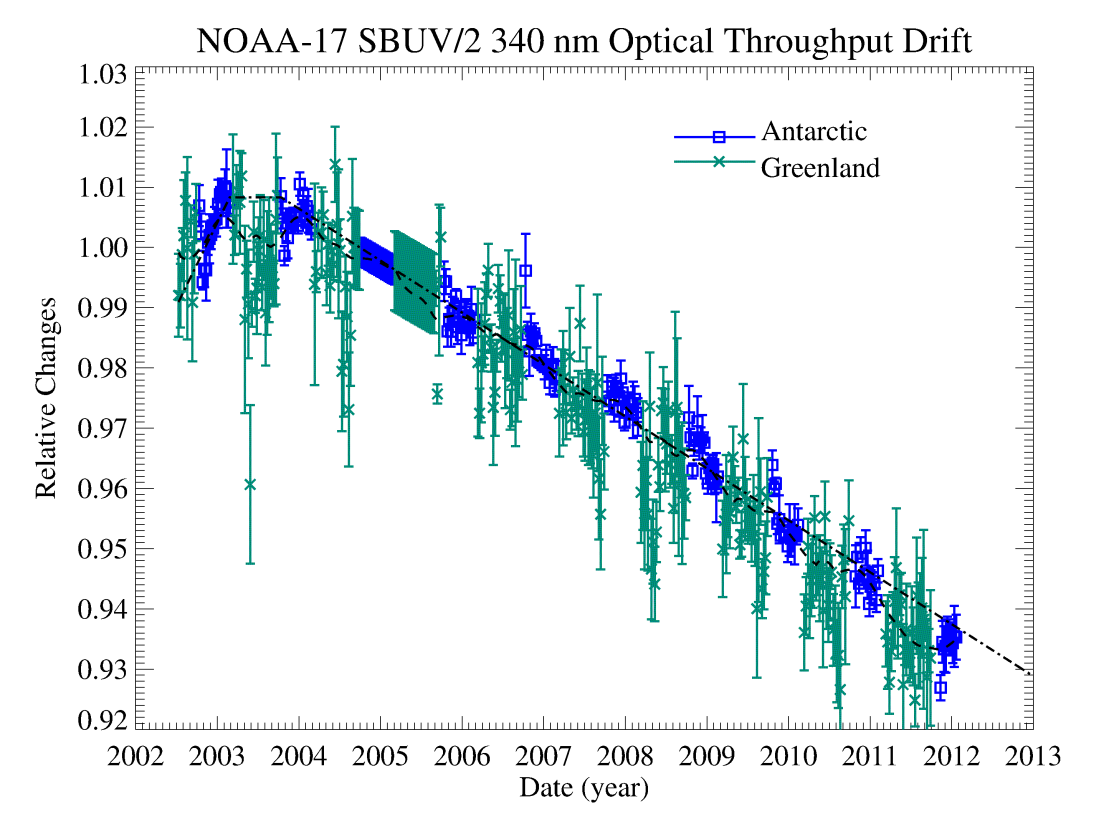 NOAA-17 SBUV/2 340 nm Optical Throughput Drift
1.03
1.02
1.01
1.00
0.99
0.98
0.97
0.96
0.95
0.94
0.93
0.92
Relative Changes
Antarctic
Greenland
2002 2003 2004 2005 2006 2007 2008 2009 2010 2011 2012 2013
Date (year)